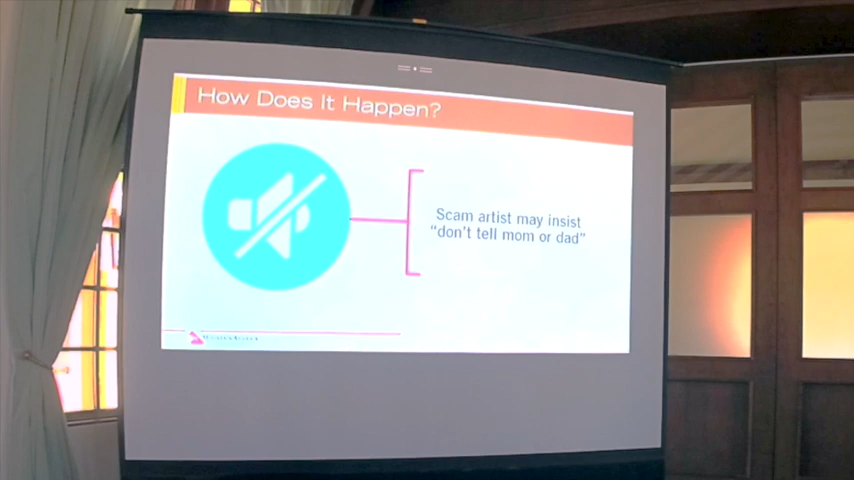 How Does It Happen?
Scam artist may insist
"don't tell mom or dad"